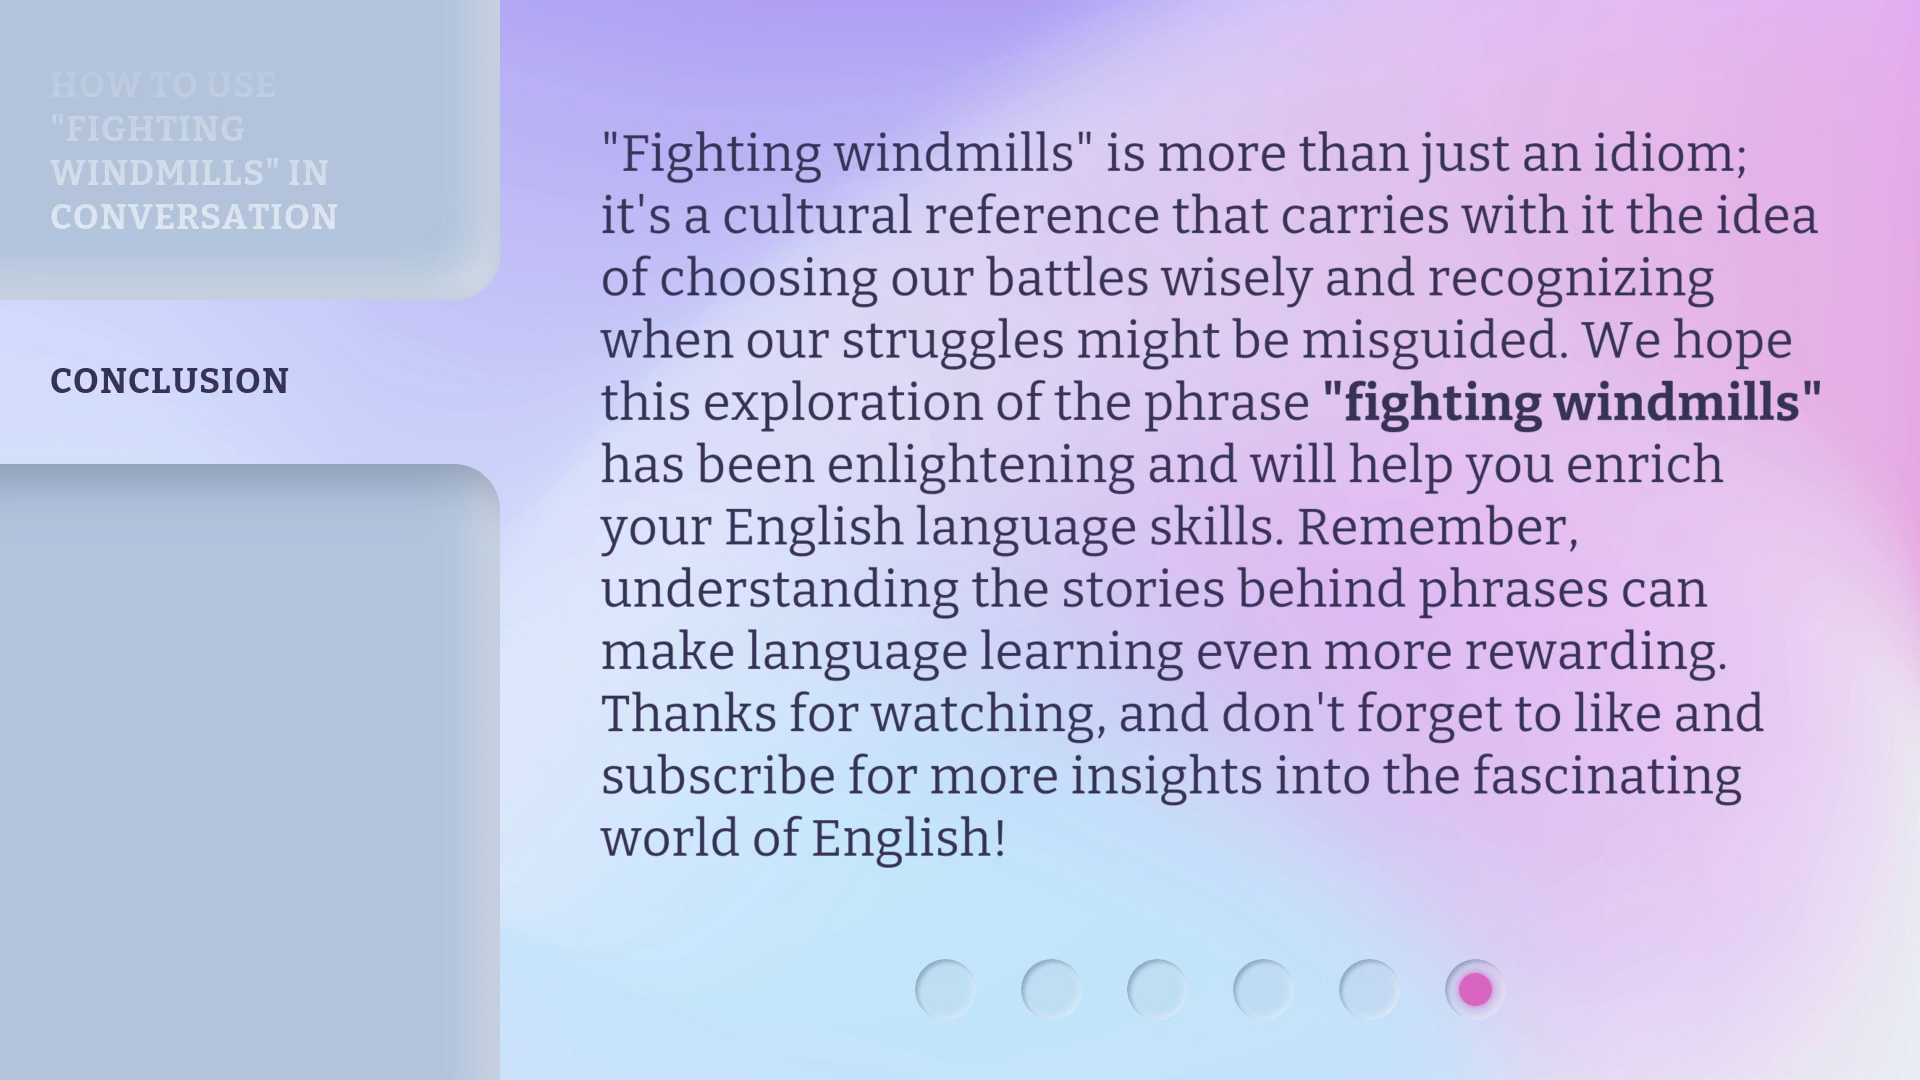 HOW TO USE
"FIGHTING
WINDMILLS" IN
CONVERSATION
CONCLUSION
"Fighting windmills" is more than just an idiom;
it's a cultural reference that carries with it the idea
of choosing our battles wisely and recognizing
when our struggles might be misguided. We hope
this exploration of the phrase "fighting windmills"
has been enlightening and will help you enrich
your English language skills. Remember,
understanding the stories behind phrases can
make language learning even more rewarding.
Thanks for watching, and don't forget to like and
subscribe for more insights into the fascinating
world of English!